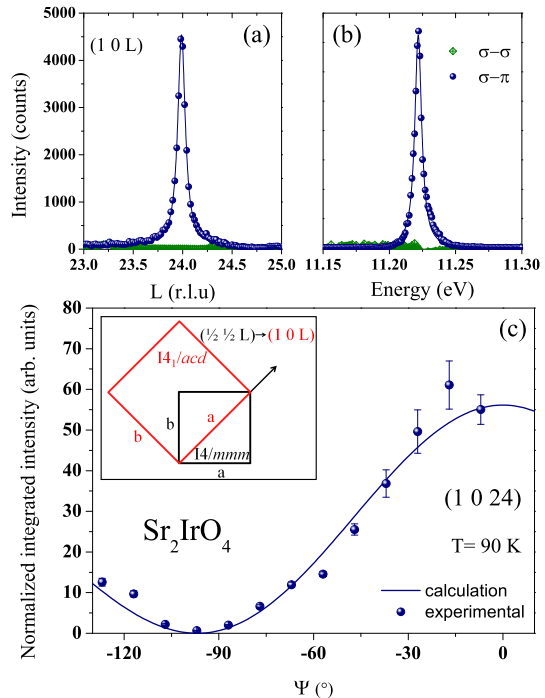 (1 0 L)
(a)
(b)
σ−σ
σ−π
Intensity (counts)
5000
4000
3000
2000
1000
0
23.0 23.5 24.0 24.5 25.0
L (r.l.u)
11.15 11.20 11.25 11.30
Energy (eV)
(c)
(½ ½ L)→(1 0 L)
I4₁/acd
b
a
b
I4/mmm
a
Normalized integrated intensity (arb. units)
80
70
60
50
40
30
20
10
0
(1 0 24)
Sr₂IrO₄
T= 90 K
calculation
experimental
-120 -90 -60 -30 0
Ψ (°)